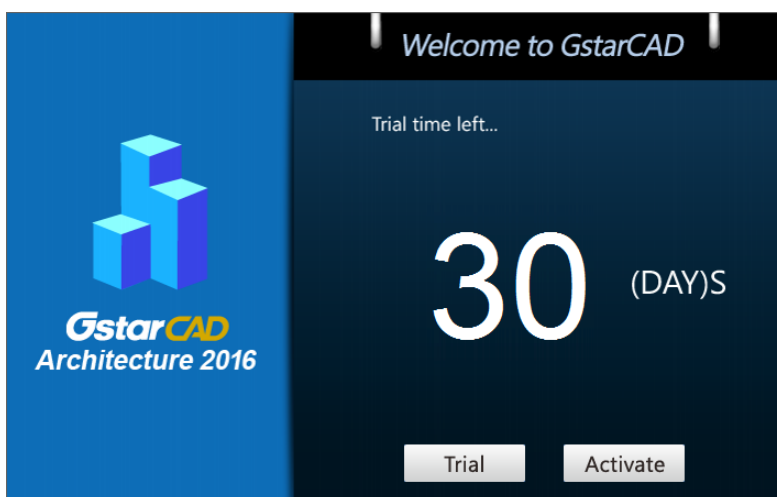 GstarCAD
Architecture 2016
Welcome to GstarCAD
Trial time left...
30
(DAY)S
Trial
Activate